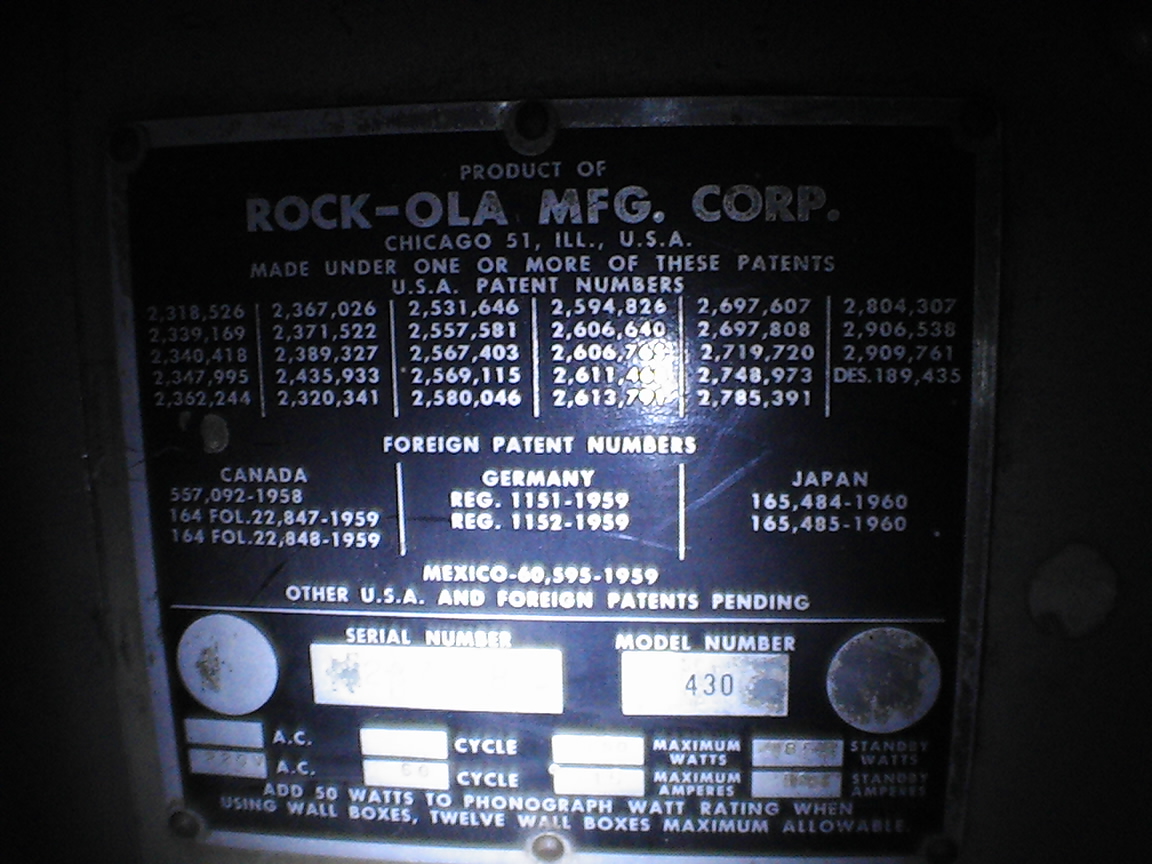 PRODUCT OF
ROCK-OLA MFG. CORP.
CHICAGO 51, ILL., U.S.A.
MADE UNDER ONE OR MORE OF THESE PATENTS
U.S.A. PATENT NUMBERS
2,318,526 2,367,026 2,531,646 2,594,826 2,697,607 2,804,307
2,339,169 2,371,522 2,557,581 2,606,640 2,697,808 2,906,538
2,340,418 2,389,327 2,567,403 2,719,720 2,909,761
2,347,995 2,435,933 2,569,115 2,748,973 DES.189,435
2,362,244 2,320,341 2,580,046 2,785,391
FOREIGN PATENT NUMBERS
CANADA GERMANY JAPAN
557,092-1958 REG. 1151-1959 165,484-1960
164 FOL.22,847-1959 REG. 1152-1959 165,485-1960
164 FOL.22,848-1959
MEXICO-60,595-1959
OTHER U.S.A. AND FOREIGN PATENTS PENDING
SERIAL NUMBER MODEL NUMBER
430
A.C. CYCLE MAXIMUM WATTS STANDBY WATTS
A.C. 60 CYCLE MAXIMUM AMPERES STANDBY AMPERES
ADD 50 WATTS TO PHONOGRAPH WATT RATING WHEN
USING WALL BOXES, TWELVE WALL BOXES MAXIMUM ALLOWABLE.